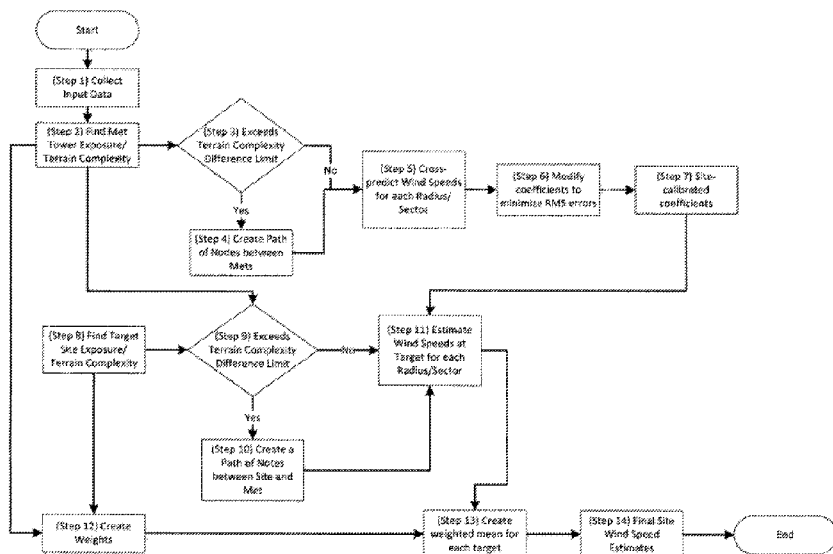 Start
(Step 1) Collect
Input Data
(Step 2) Find Met
Tower Exposure/
Terrain Complexity
(Step 3) Exceeds
Terrain Complexity
Difference Limit
No
Yes
(Step 4) Create Path
of Nodes between
Mets
(Step 5) Cross-
predict Wind Speeds
for each Radius/
Sector
(Step 6) Modify
coefficients to
minimize RMS errors
(Step 7) Site-
calibrated
coefficients
(Step 8) Find Target
Site Exposure/
Terrain Complexity
(Step 9) Exceeds
Terrain Complexity
Difference Limit
No
Yes
(Step 10) Create a
Path of Notes
between Site and
Met
(Step 11) Estimate
Wind Speeds at
Target for each
Radius/Sector
(Step 12) Create
Weights
(Step 13) Create
weighted mean for
each target
(Step 14) Final Site
Wind Speed
Estimates
End